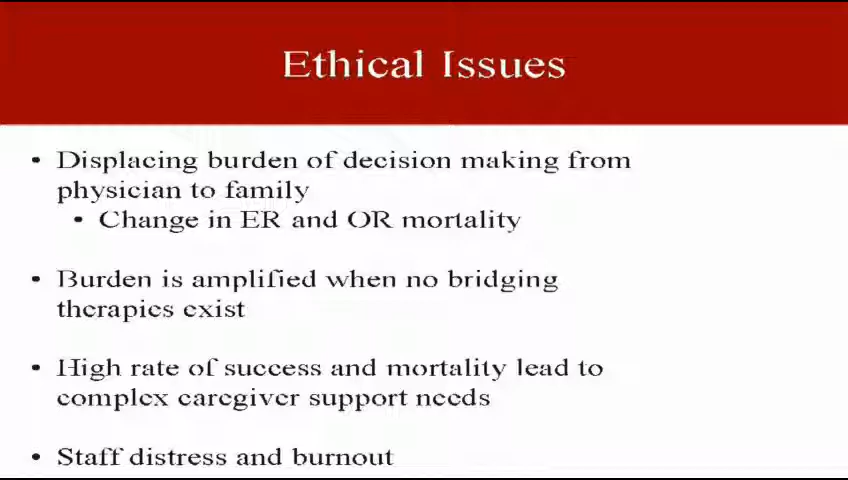 Ethical Issues
• Displacing burden of decision making from
physician to family
• Change in ER and OR mortality
• Burden is amplified when no bridging
therapies exist
• High rate of success and mortality lead to
complex caregiver support needs
• Staff distress and burnout